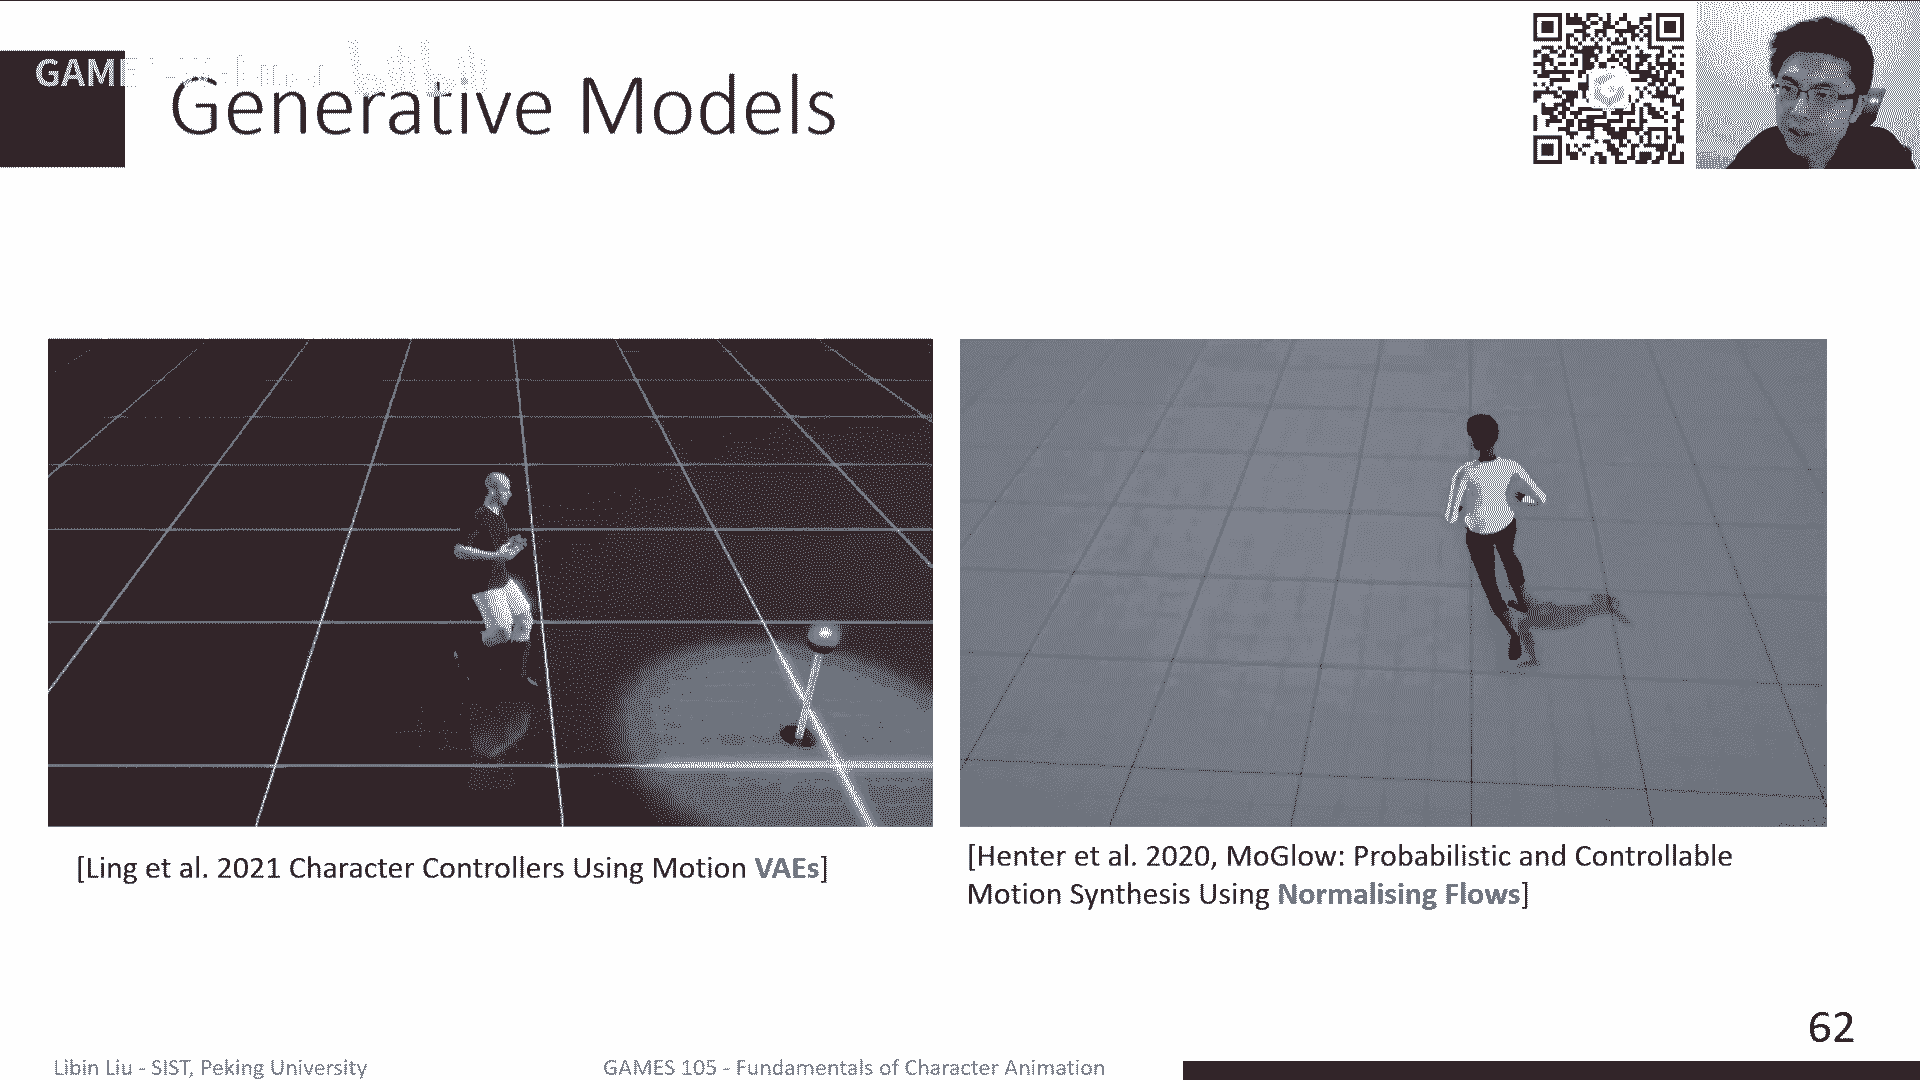 GAME
Generative Models
[Ling et al. 2021 Character Controllers Using Motion VAEs]
[Henter et al. 2020, MoGlow: Probabilistic and Controllable
Motion Synthesis Using Normalising Flows]
62
Libin Liu - SIST, Peking University
GAMES 105 - Fundamentals of Character Animation